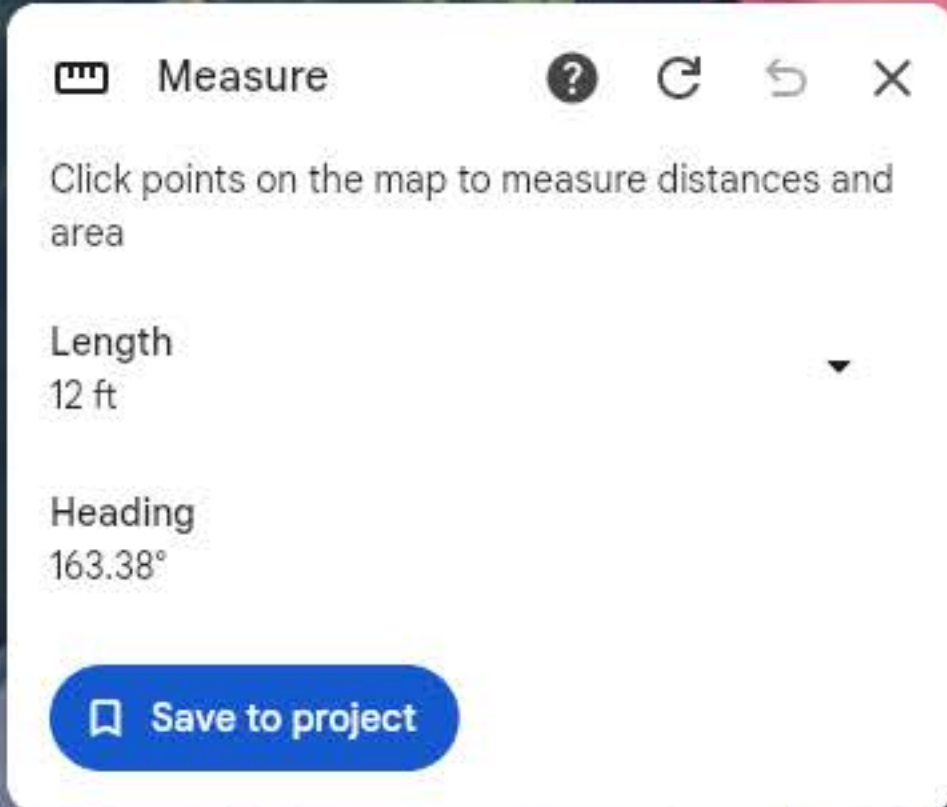 Measure
Click points on the map to measure distances and
area
Length
12 ft
Heading
163.38°
Save to project